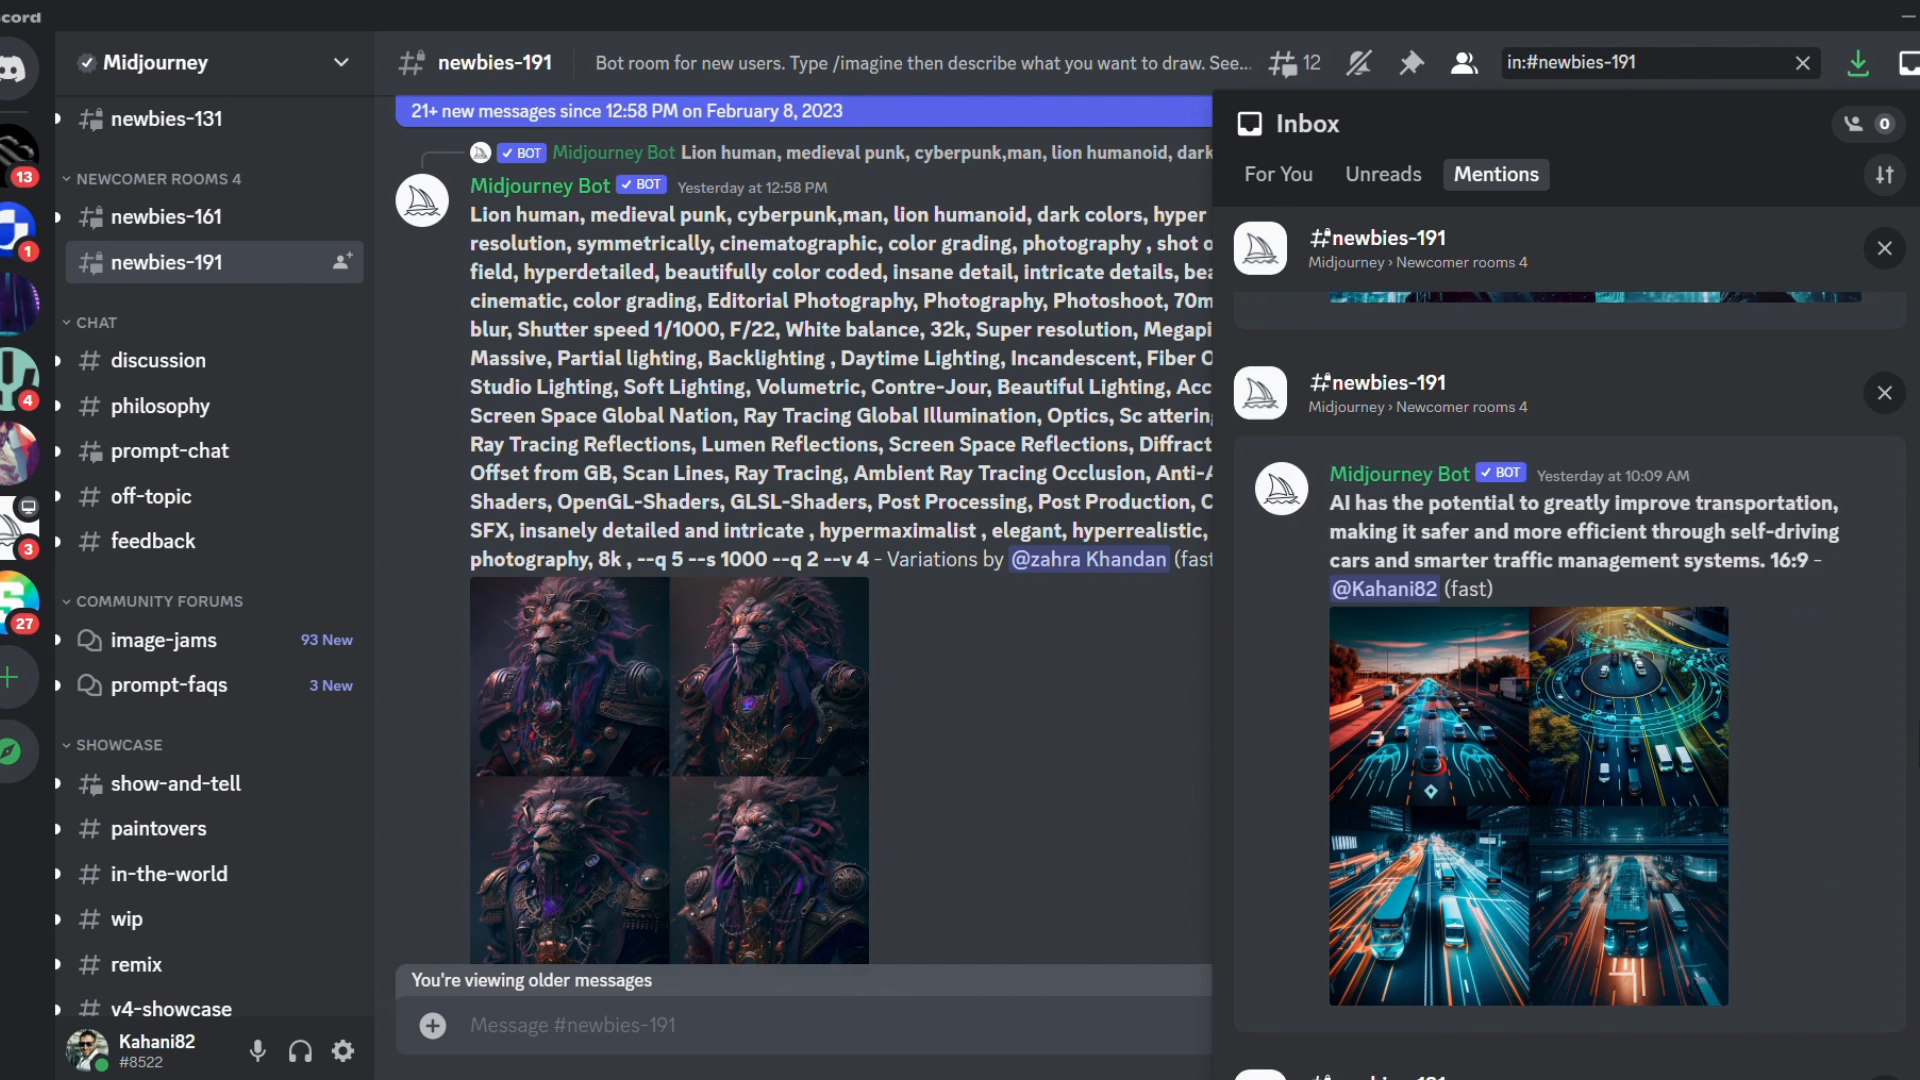 cord
Midjourney
newbies-131
NEWCOMER ROOMS 4
newbies-161
newbies-191
CHAT
discussion
philosophy
prompt-chat
off-topic
feedback
COMMUNITY FORUMS
image-jams 93 New
prompt-faqs 3 New
SHOWCASE
show-and-tell
paintovers
in-the-world
wip
remix
v4-showcase
Kahani82
#8522
13
1
4
3
27
newbies-191 Bot room for new users. Type /imagine then describe what you want to draw. See... 12 in:#newbies-191
21+ new messages since 12:58 PM on February 8, 2023
BOT Midjourney Bot Lion human, medieval punk, cyberpunk,man, lion humanoid, dark
Midjourney Bot BOT Yesterday at 12:58 PM
Lion human, medieval punk, cyberpunk,man, lion humanoid, dark colors, hyper
resolution, symmetrically, cinematographic, color grading, photography , shot
field, hyperdetailed, beautifully color coded, insane detail, intricate details,
cinematic, color grading, Editorial Photography, Photography, Photoshoot,
blur, Shutter speed 1/1000, F/22, White balance, 32k, Super resolution,
Massive, Partial lighting, Backlighting , Daytime Lighting, Incandescent, Fiber
Studio Lighting, Soft Lighting, Volumetric, Contre-Jour, Beautiful Lighting,
Screen Space Global Nation, Ray Tracing Global Illumination, Optics, Sc attering
Ray Tracing Reflections, Lumen Reflections, Screen Space Reflections,
Offset from GB, Scan Lines, Ray Tracing, Ambient Ray Tracing Occlusion,
Shaders, OpenGL-Shaders, GLSL-Shaders, Post Processing, Post Production,
SFX, insanely detailed and intricate , hypermaximalist , elegant, hyperrealistic,
photography, 8k , --q 5 --s 1000 --q 2 --v 4 - Variations by @zahra Khandan (fast
You're viewing older messages
Message #newbies-191
Inbox 0
For You Unreads Mentions
#newbies-191
Midjourney › Newcomer rooms 4
#newbies-191
Midjourney › Newcomer rooms 4
Midjourney Bot BOT Yesterday at 10:09 AM
AI has the potential to greatly improve transportation,
making it safer and more efficient through self-driving
cars and smarter traffic management systems. 16:9 -
@Kahani82 (fast)